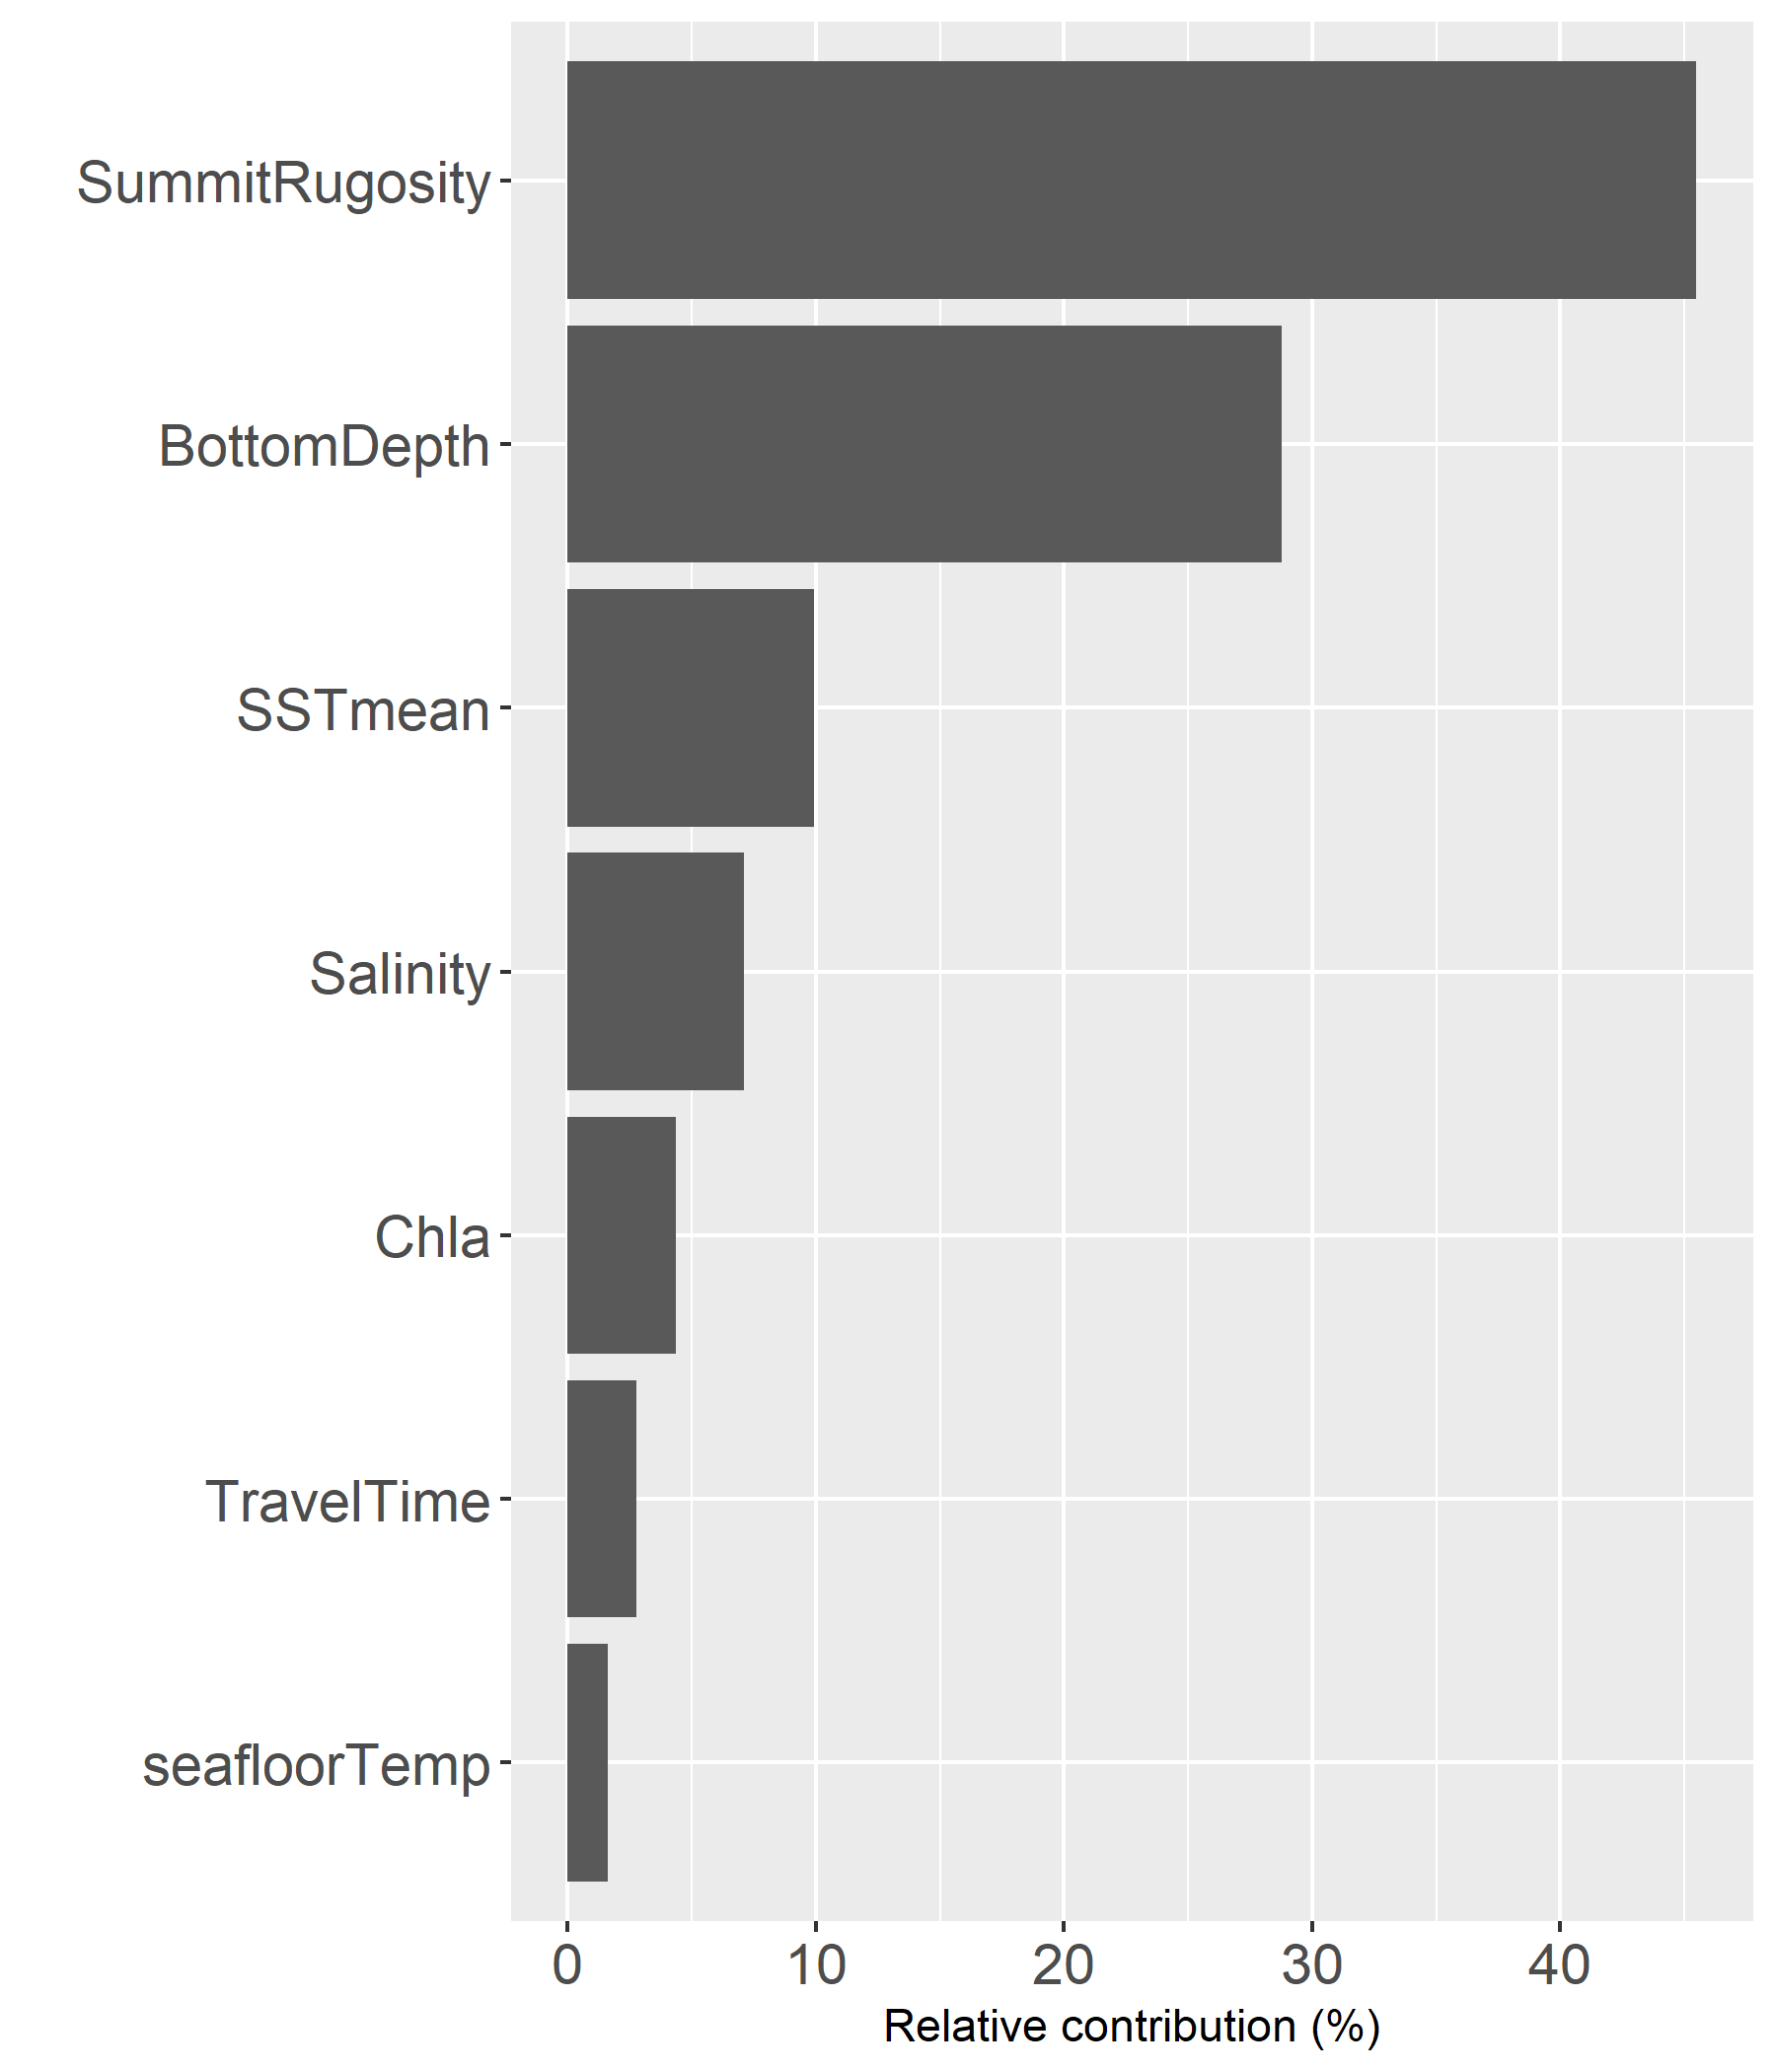 SummitRugosity
BottomDepth
SSTmean
Salinity
Chla
TravelTime
seafloorTemp
0 10 20 30 40
Relative contribution (%)